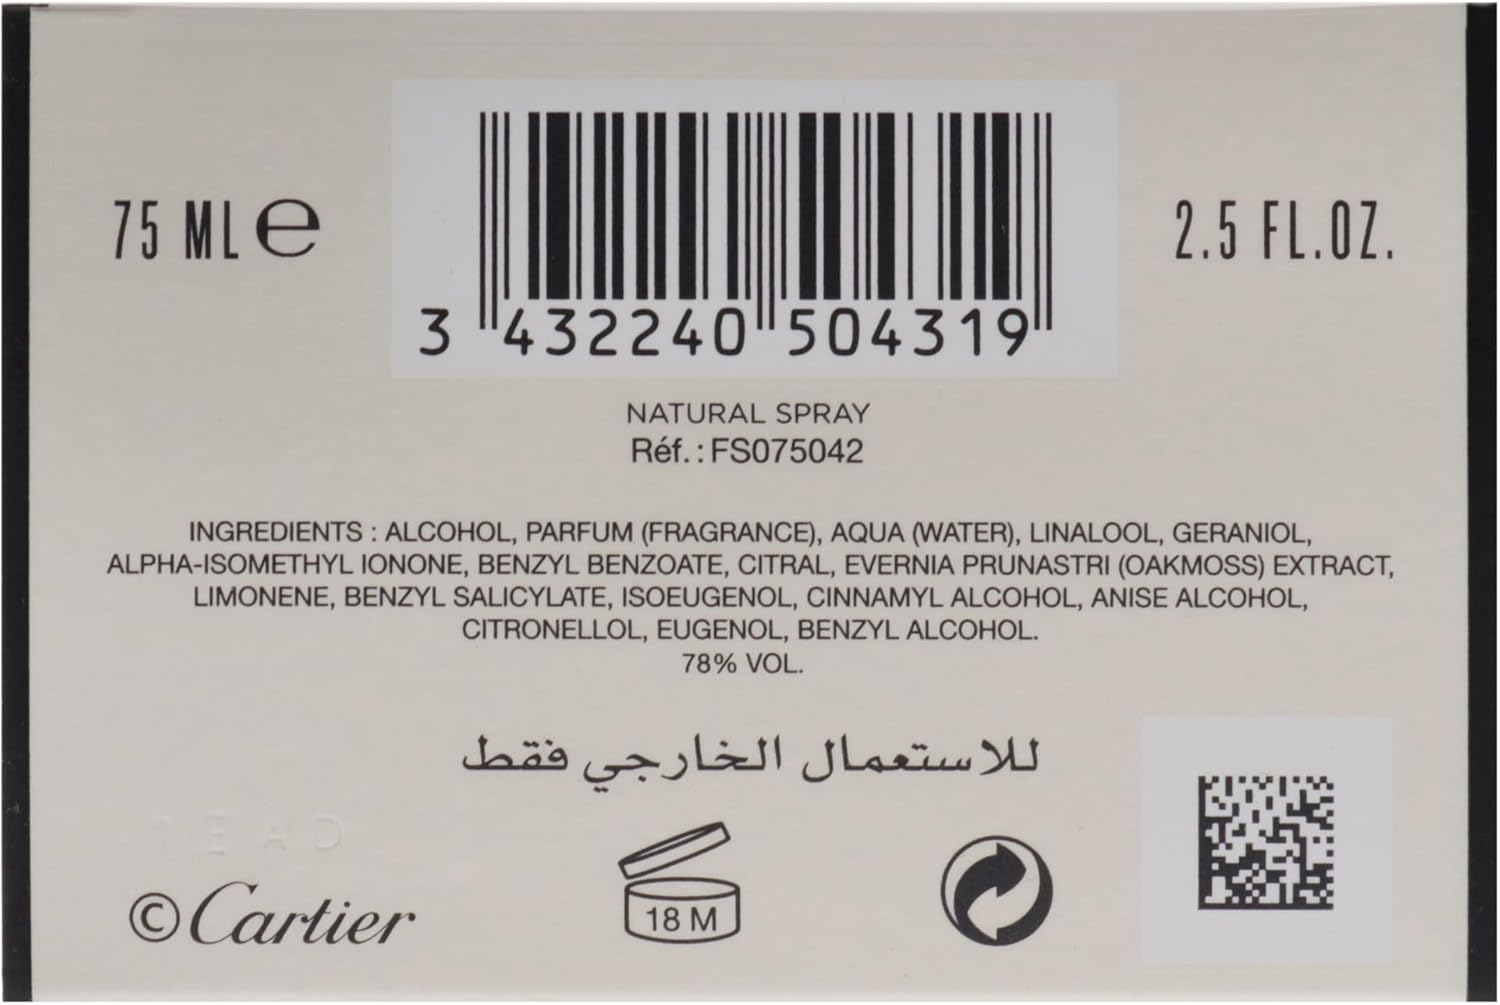 75 ML e
3 432240 504319
2.5 FL.OZ.
NATURAL SPRAY
Réf. : FS075042
INGREDIENTS : ALCOHOL, PARFUM (FRAGRANCE), AQUA (WATER), LINALOOL, GERANIOL,
ALPHA-ISOMETHYL IONONE, BENZYL BENZOATE, CITRAL, EVERNIA PRUNASTRI (OAKMOSS) EXTRACT,
LIMONENE, BENZYL SALICYLATE, ISOEUGENOL, CINNAMYL ALCOHOL, ANISE ALCOHOL,
CITRONELLOL, EUGENOL, BENZYL ALCOHOL.
78% VOL.
للاستعمال الخارجي فقط
© Cartier
18 M